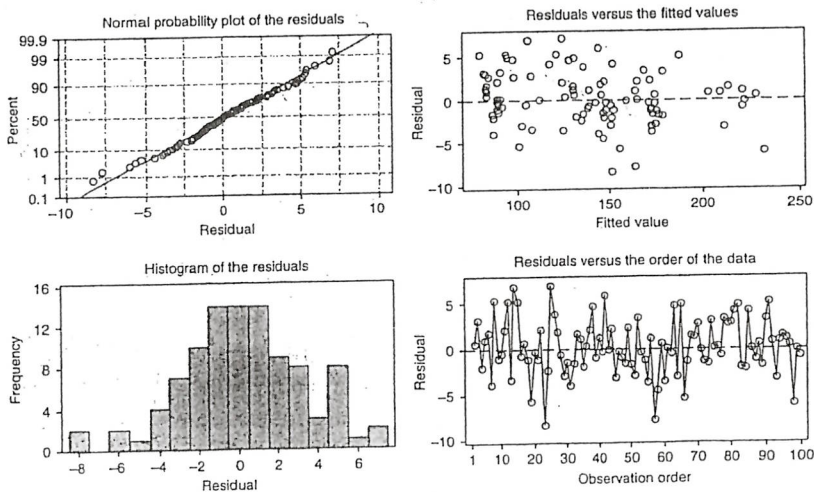 Normal probability plot of the residuals
99.9
99
90
50
10
1
0.1
Percent
−10 −5 0 5 10
Residual
Residuals versus the fitted values
5
0
−5
−10
Residual
100 150 200 250
Fitted value
Histogram of the residuals
16
12
8
4
0
Frequency
−8 −6 −4 −2 0 2 4 6
Residual
Residuals versus the order of the data
5
0
−5
−10
Residual
1 10 20 30 40 50 60 70 80 90 100
Observation order